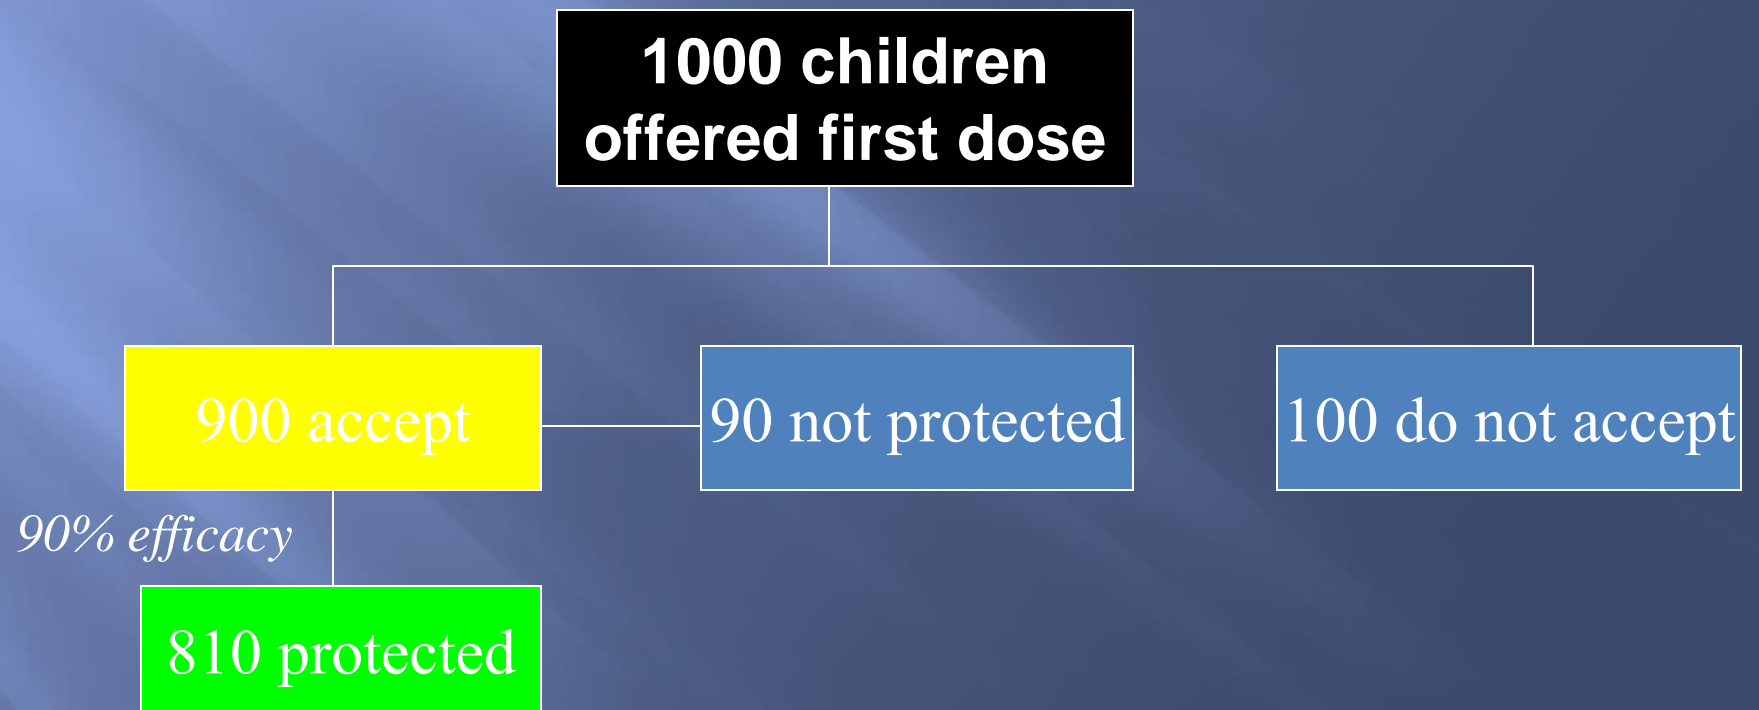 1000 children
offered first dose
900 accept
90 not protected
100 do not accept
90% efficacy
810 protected